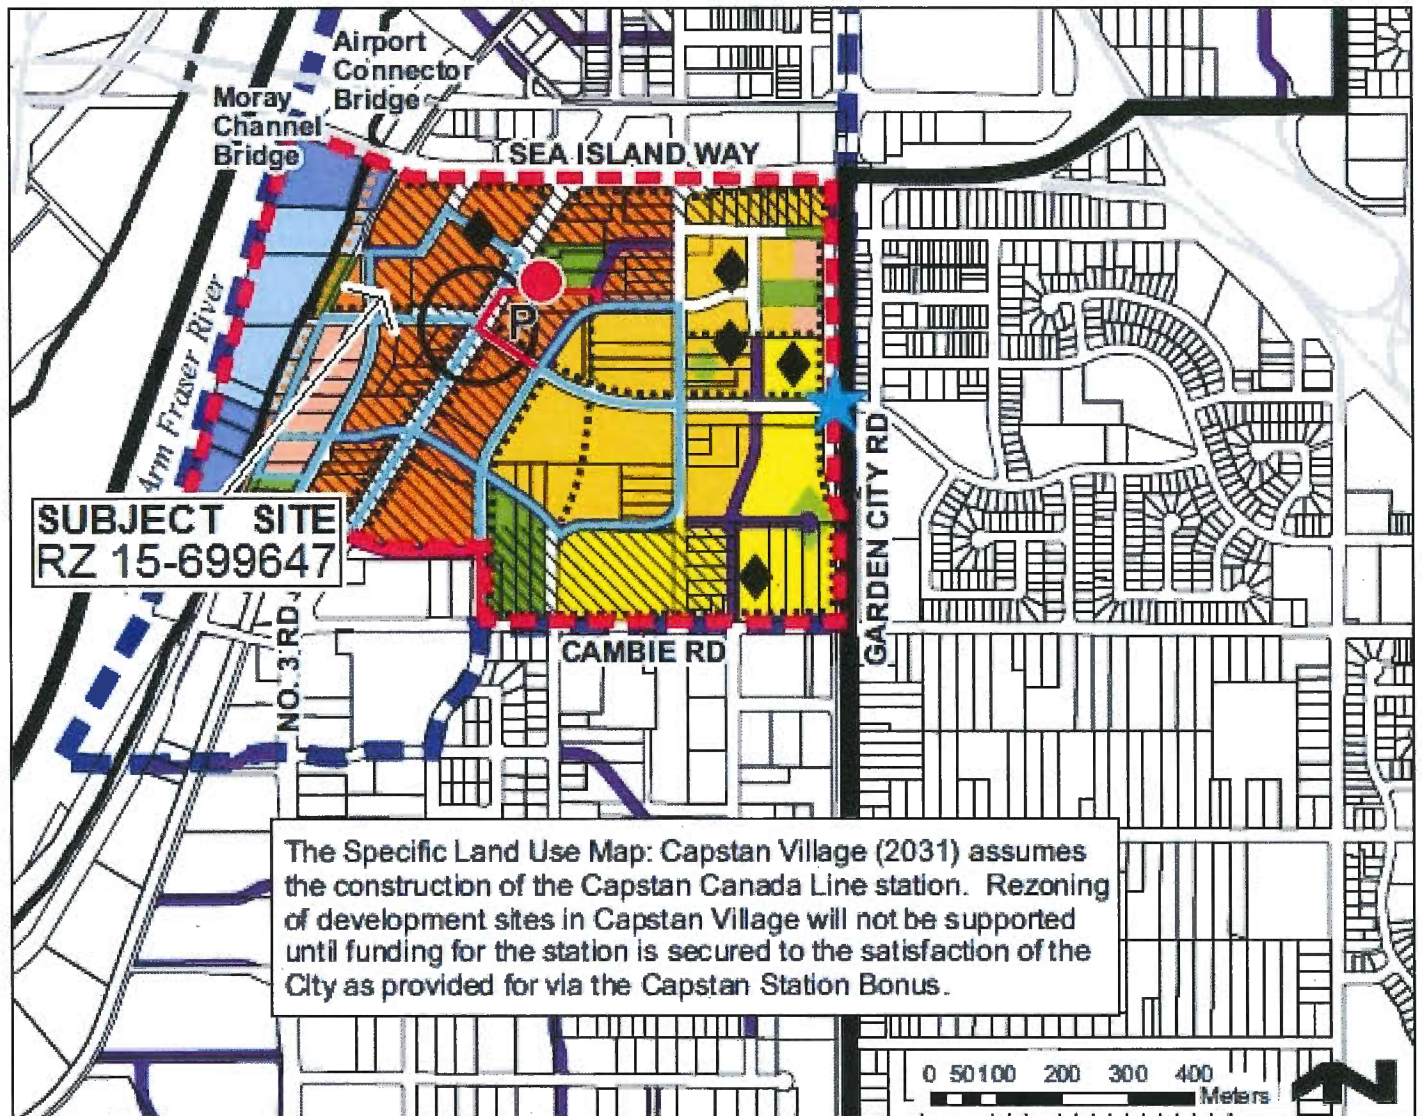 Airport
Connector
Bridge
Moray
Channel
Bridge
SEA ISLAND WAY
Arm Fraser River
P
SUBJECT SITE
RZ 15-699647
GARDEN CITY RD
NO. 3 RD
CAMBIE RD
The Specific Land Use Map: Capstan Village (2031) assumes
the construction of the Capstan Canada Line station. Rezoning
of development sites in Capstan Village will not be supported
until funding for the station is secured to the satisfaction of the
City as provided for via the Capstan Station Bonus.
0 50 100 200 300 400
Meters